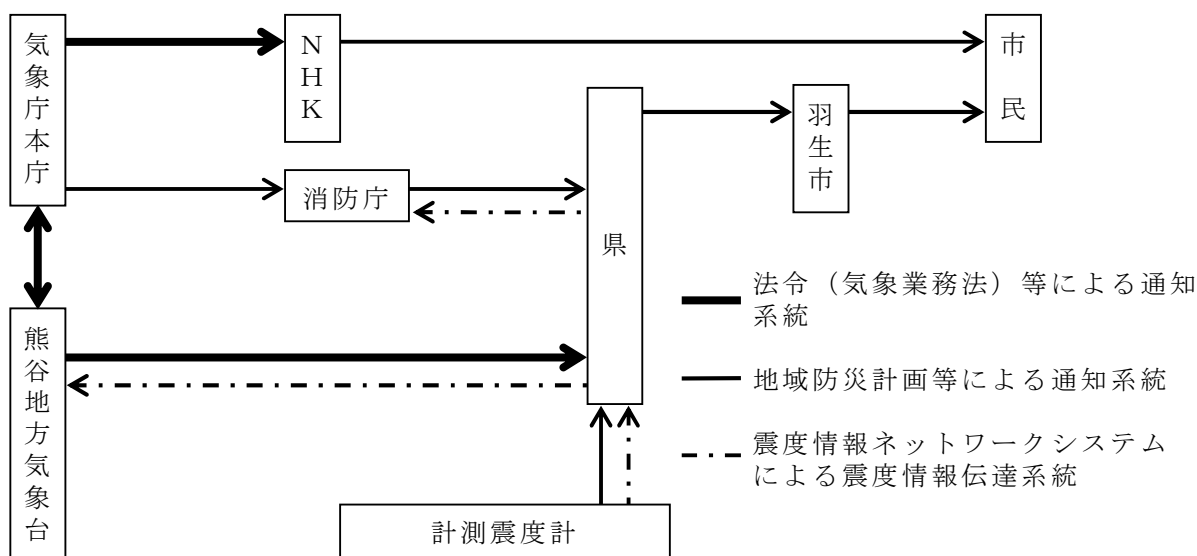 気象庁本庁
NHK
市民
羽生市
消防庁
県
熊谷地方気象台
計測震度計
法令（気象業務法）等による通知
系統
地域防災計画等による通知系統
震度情報ネットワークシステム
による震度情報伝達系統